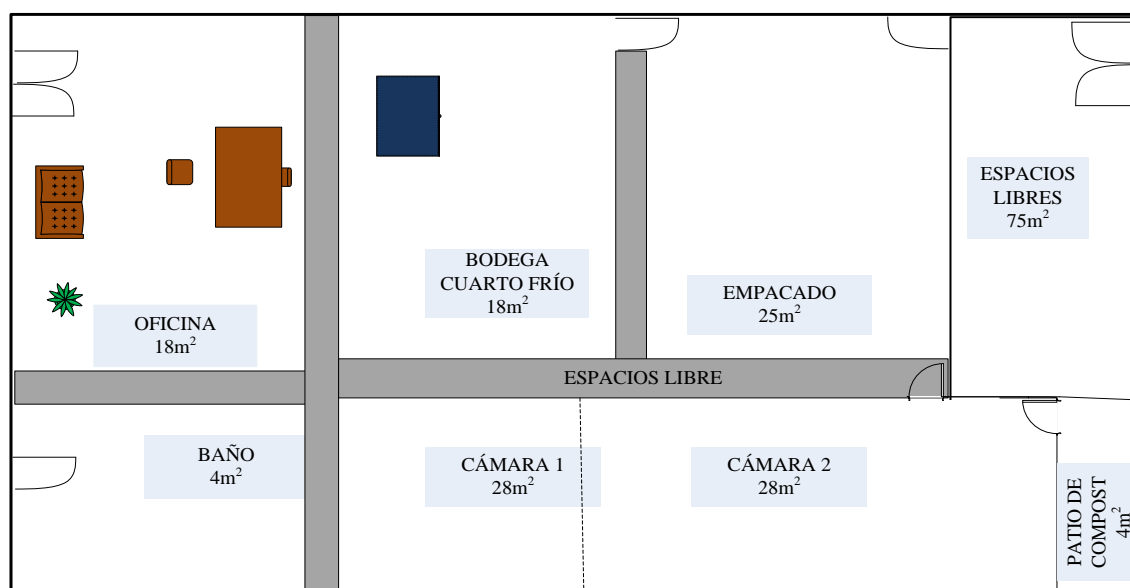 ESPACIOS
LIBRES
75m²
BODEGA
CUARTO FRÍO
18m²
EMPACADO
25m²
OFICINA
18m²
ESPACIOS LIBRE
BAÑO
4m²
CÁMARA 1
28m²
CÁMARA 2
28m²
PATIO DE
COMPOST
4m²